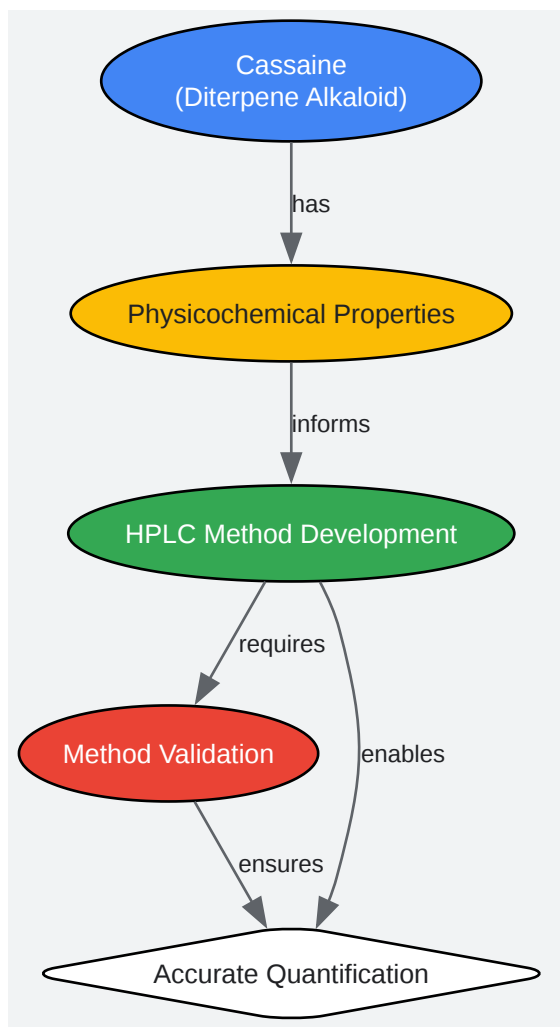 Cassaine
(Diterpene Alkaloid)
has
Physicochemical Properties
informs
HPLC Method Development
requires
Method Validation
enables
ensures
Accurate Quantification